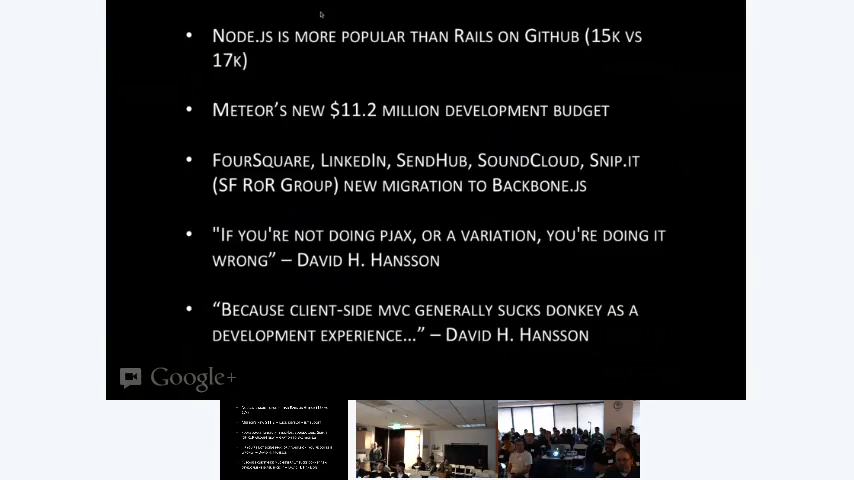 • Node.js is more popular than Rails on Github (15k vs
17k)
• Meteor's new $11.2 million development budget
• FourSquare, LinkedIn, SendHub, SoundCloud, Snip.it
(SF RoR Group) new migration to Backbone.js
• "If you're not doing pjax, or a variation, you're doing it
wrong” – David H. Hansson
• “Because client-side mvc generally sucks donkey as a
development experience…” – David H. Hansson
Google+